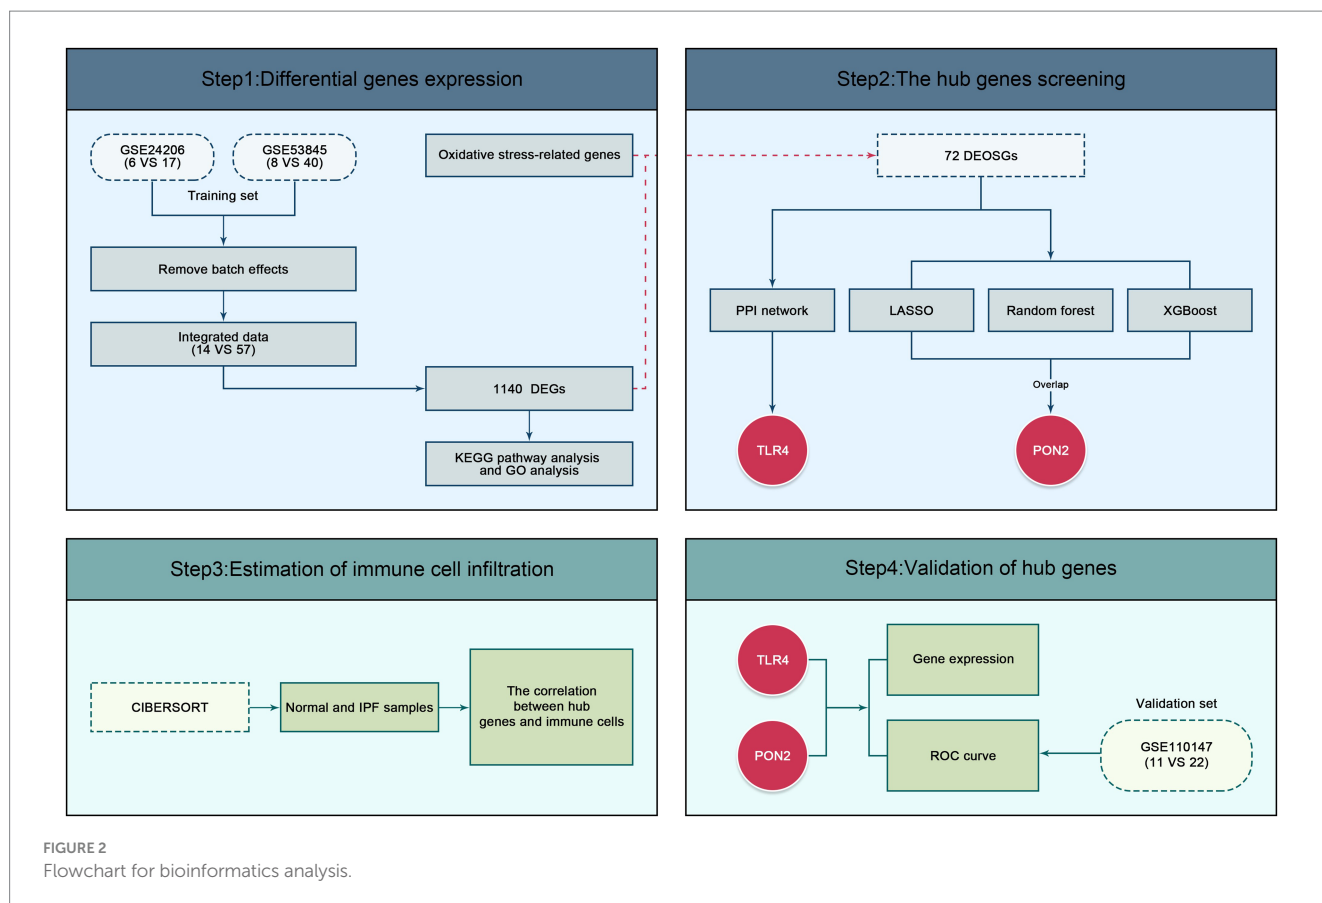 Step1:Differential genes expression
GSE24206
(6 VS 17)
GSE53845
(8 VS 40)
Training set
Oxidative stress-related genes
Remove batch effects
Integrated data
(14 VS 57)
1140 DEGs
KEGG pathway analysis
and GO analysis
Step2:The hub genes screening
72 DEOSGs
PPI network
LASSO
Random forest
XGBoost
Overlap
TLR4
PON2
Step3:Estimation of immune cell infiltration
CIBERSORT
Normal and IPF samples
The correlation
between hub
genes and immune cells
Step4:Validation of hub genes
TLR4
PON2
Gene expression
ROC curve
Validation set
GSE110147
(11 VS 22)
FIGURE 2
Flowchart for bioinformatics analysis.